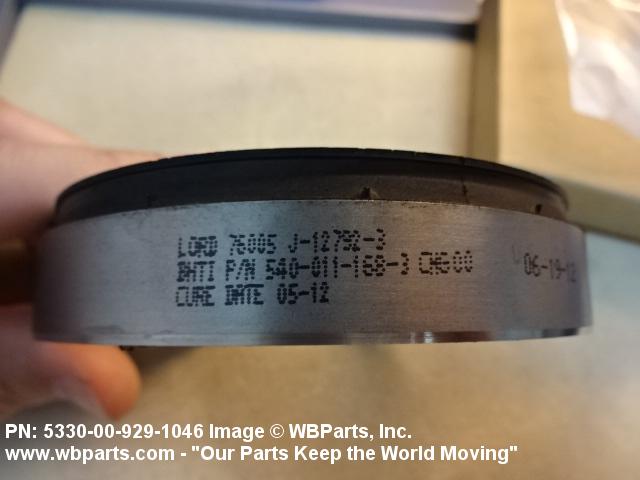 LORD 76005 J-12792-3
BHTI P/N 540-011-168-3 CHG00
CURE DATE 05-12
06-19-12
PN: 5330-00-929-1046 Image © WBParts, Inc.
www.wbparts.com - "Our Parts Keep the World Moving"